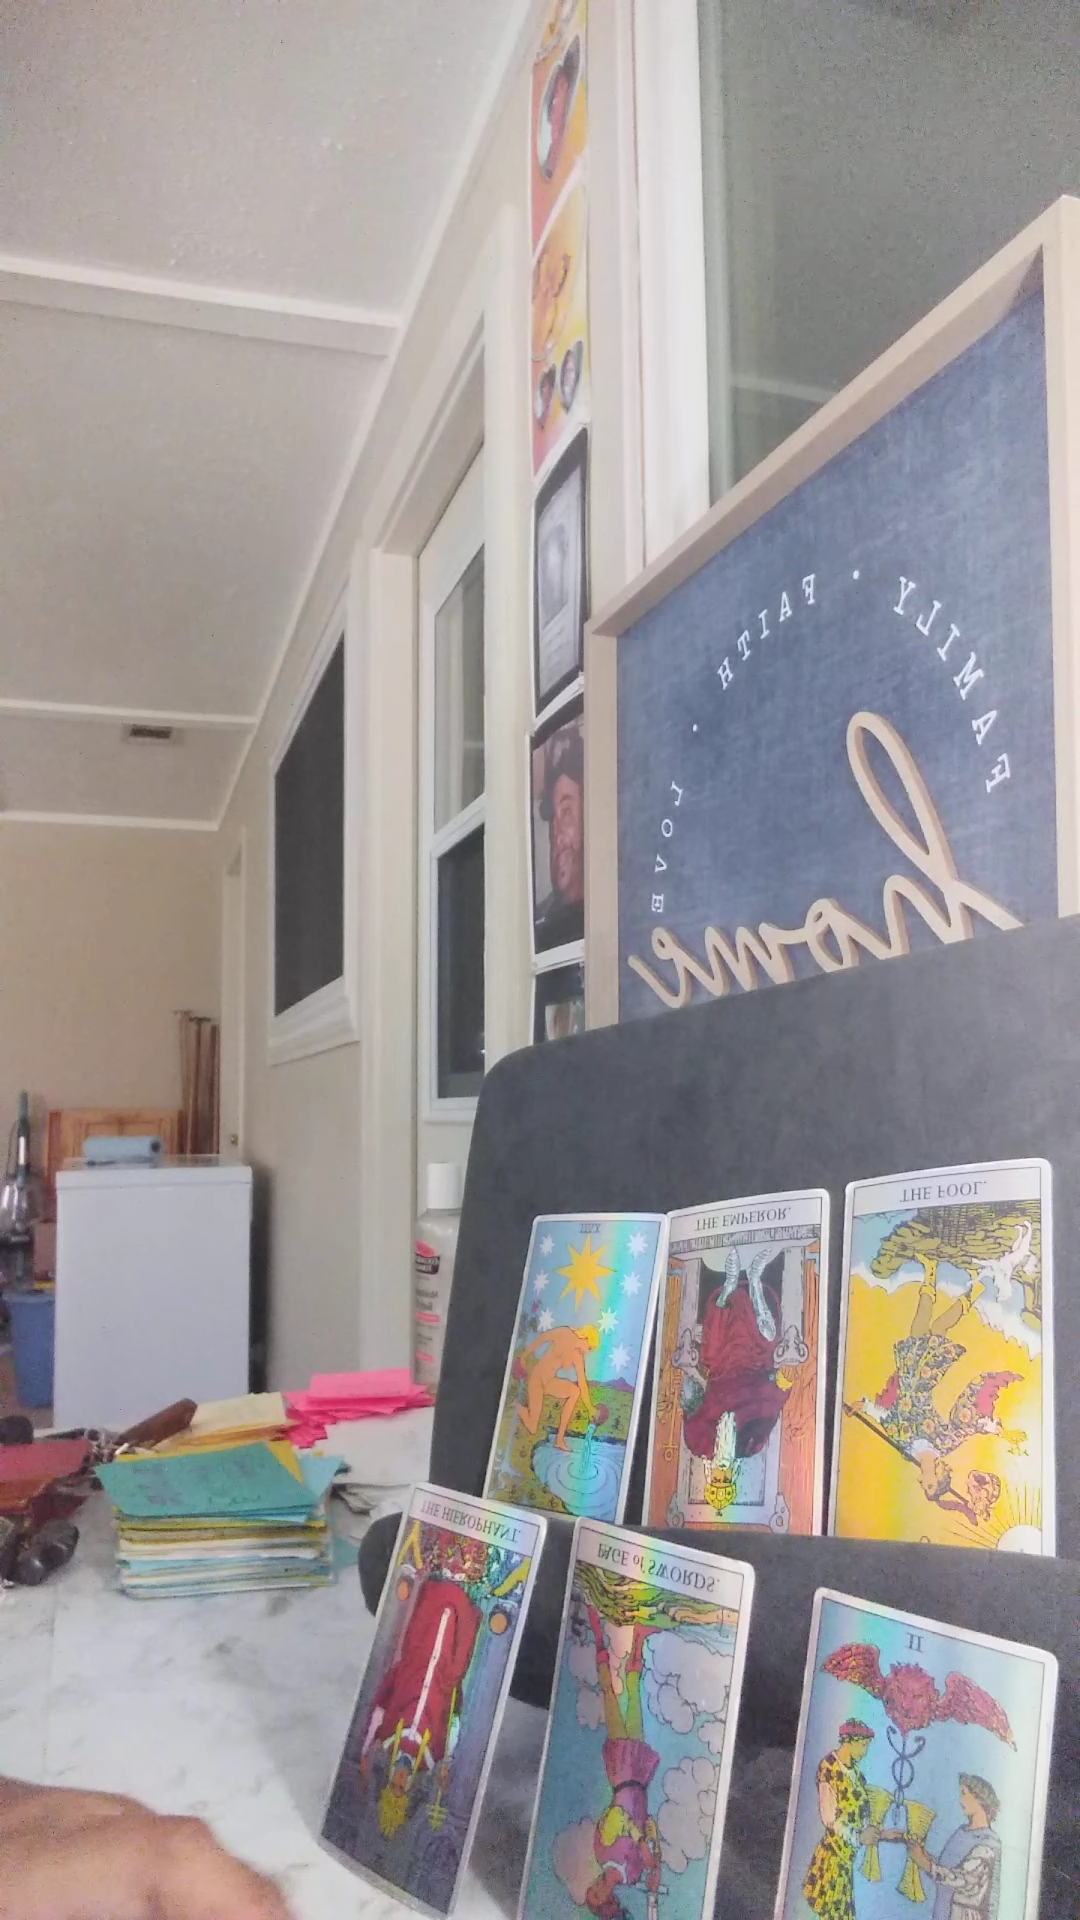 FAMILY • FAITH • LOVE
home
XVII
THE EMPEROR.
THE FOOL.
THE HIEROPHANT.
PAGE of SWORDS.
II